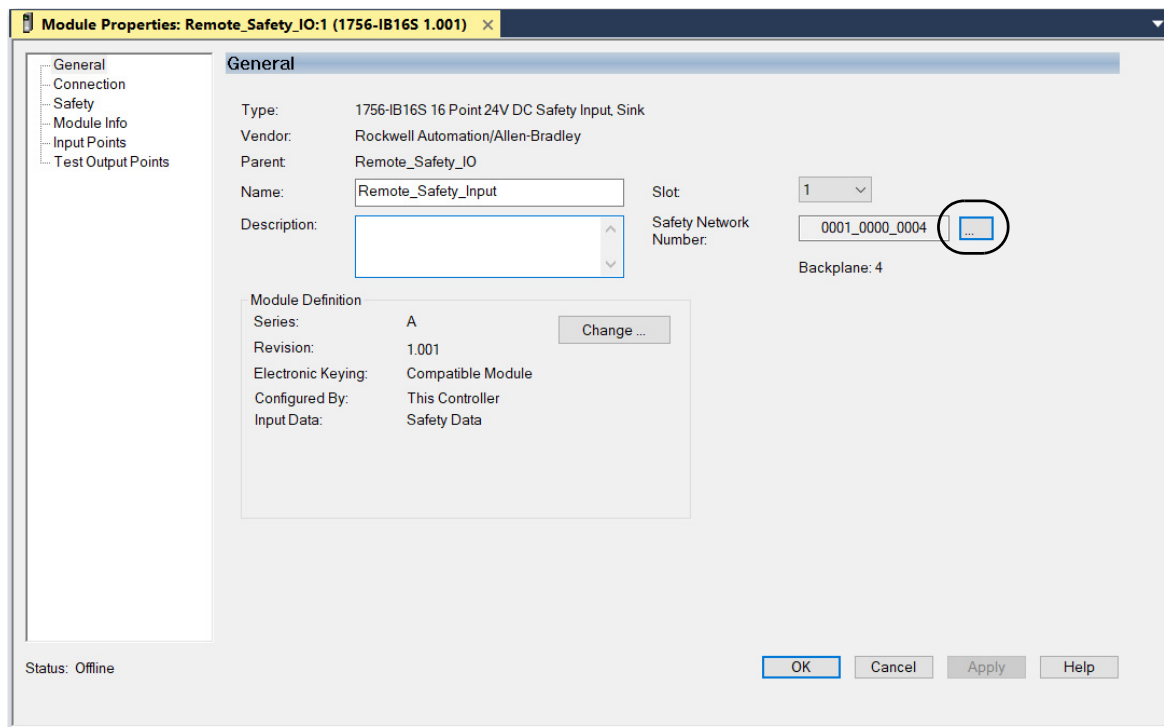 Module Properties: Remote_Safety_IO:1 (1756-IB16S 1.001) ×
General
Connection
Safety
Module Info
Input Points
Test Output Points
General
Type: 1756-IB16S 16 Point 24V DC Safety Input, Sink
Vendor: Rockwell Automation/Allen-Bradley
Parent: Remote_Safety_IO
Name: Remote_Safety_Input
Slot: 1
Description:
Safety Network
Number: 0001_0000_0004 ...
Backplane: 4
Module Definition
Series: A
Change ...
Revision: 1.001
Electronic Keying: Compatible Module
Configured By: This Controller
Input Data: Safety Data
Status: Offline
OK Cancel Apply Help